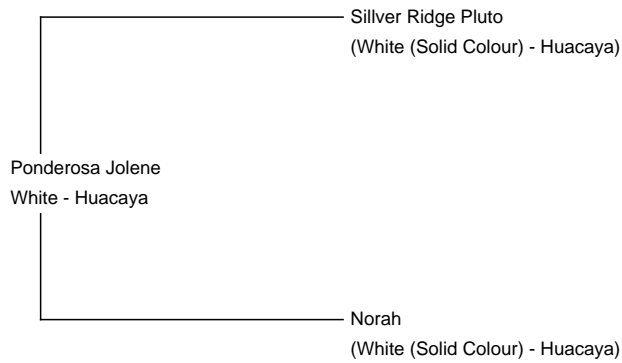 Sillver Ridge Pluto
(White (Solid Colour) - Huacaya)
Ponderosa Jolene
White - Huacaya
Norah
(White (Solid Colour) - Huacaya)